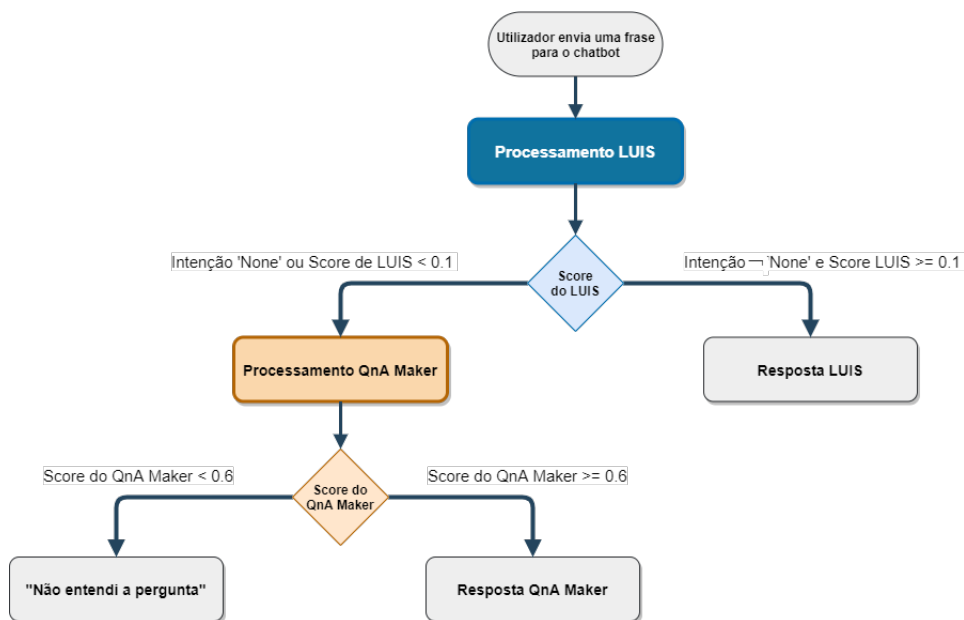 Utilizador envia uma frase
para o chatbot
Processamento LUIS
Intenção 'None' ou Score de LUIS < 0.1
Intenção ¬ 'None' e Score LUIS >= 0.1
Score
do LUIS
Processamento QnA Maker
Resposta LUIS
Score do QnA Maker < 0.6
Score do QnA Maker >= 0.6
Score do
QnA Maker
"Não entendi a pergunta"
Resposta QnA Maker